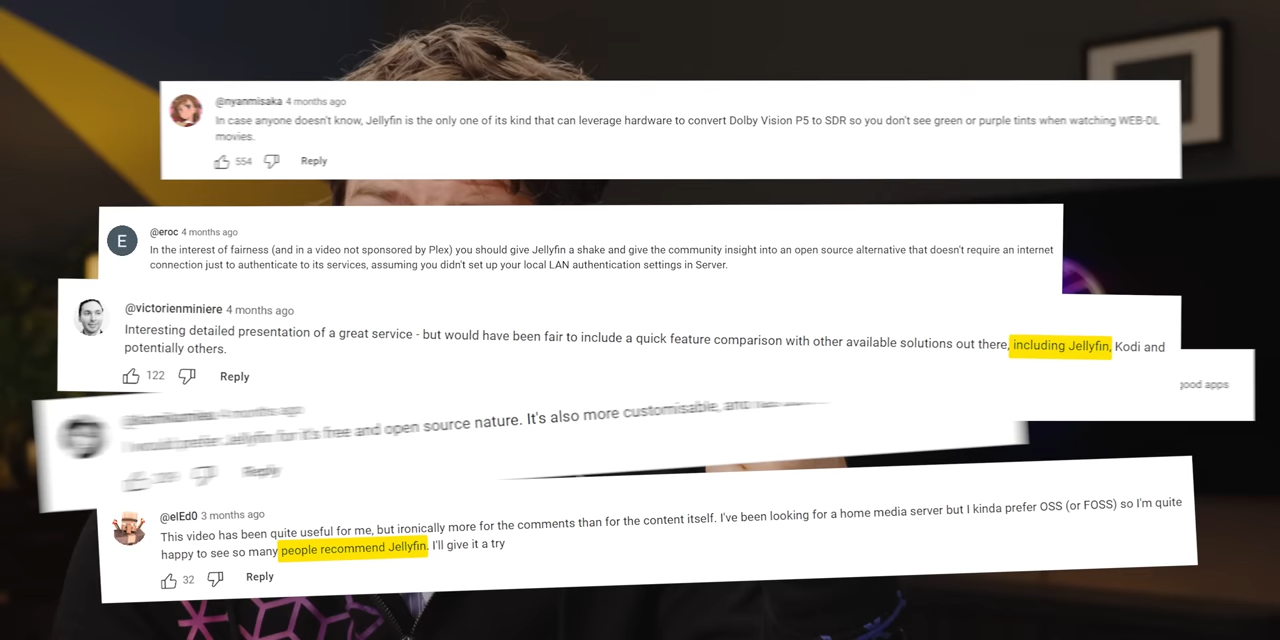 @nyanmisaka 4 months ago
In case anyone doesn't know, Jellyfin is the only one of its kind that can leverage hardware to convert Dolby Vision P5 to SDR so you don't see green or purple tints when watching WEB-DL
movies.
554 Reply
E
@eroc 4 months ago
In the interest of fairness (and in a video not sponsored by Plex) you should give Jellyfin a shake and give the community insight into an open source alternative that doesn't require an internet
connection just to authenticate to its services, assuming you didn't set up your local LAN authentication settings in Server.
@victorienminiere 4 months ago
Interesting detailed presentation of a great service - but would have been fair to include a quick feature comparison with other available solutions out there, including Jellyfin, Kodi and
potentially others.
122 Reply
good apps
4 months ago
I would prefer Jellyfin for it's free and open source nature. It's also more customisable, and
Reply
@elEd0 3 months ago
This video has been quite useful for me, but ironically more for the comments than for the content itself. I've been looking for a home media server but I kinda prefer OSS (or FOSS) so I'm quite
happy to see so many people recommend Jellyfin. I'll give it a try
32 Reply